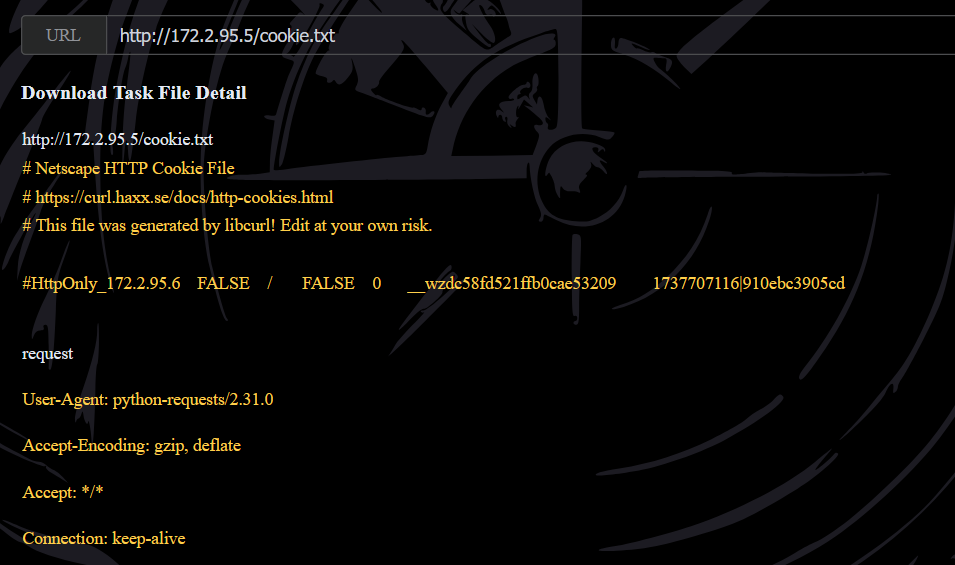 URL http://172.2.95.5/cookie.txt
Download Task File Detail
http://172.2.95.5/cookie.txt
# Netscape HTTP Cookie File
# https://curl.haxx.se/docs/http-cookies.html
# This file was generated by libcurl! Edit at your own risk.
#HttpOnly_172.2.95.6 FALSE / FALSE 0 __wzdc58fd521ffb0cae53209 1737707116|910ebc3905cd
request
User-Agent: python-requests/2.31.0
Accept-Encoding: gzip, deflate
Accept: */*
Connection: keep-alive